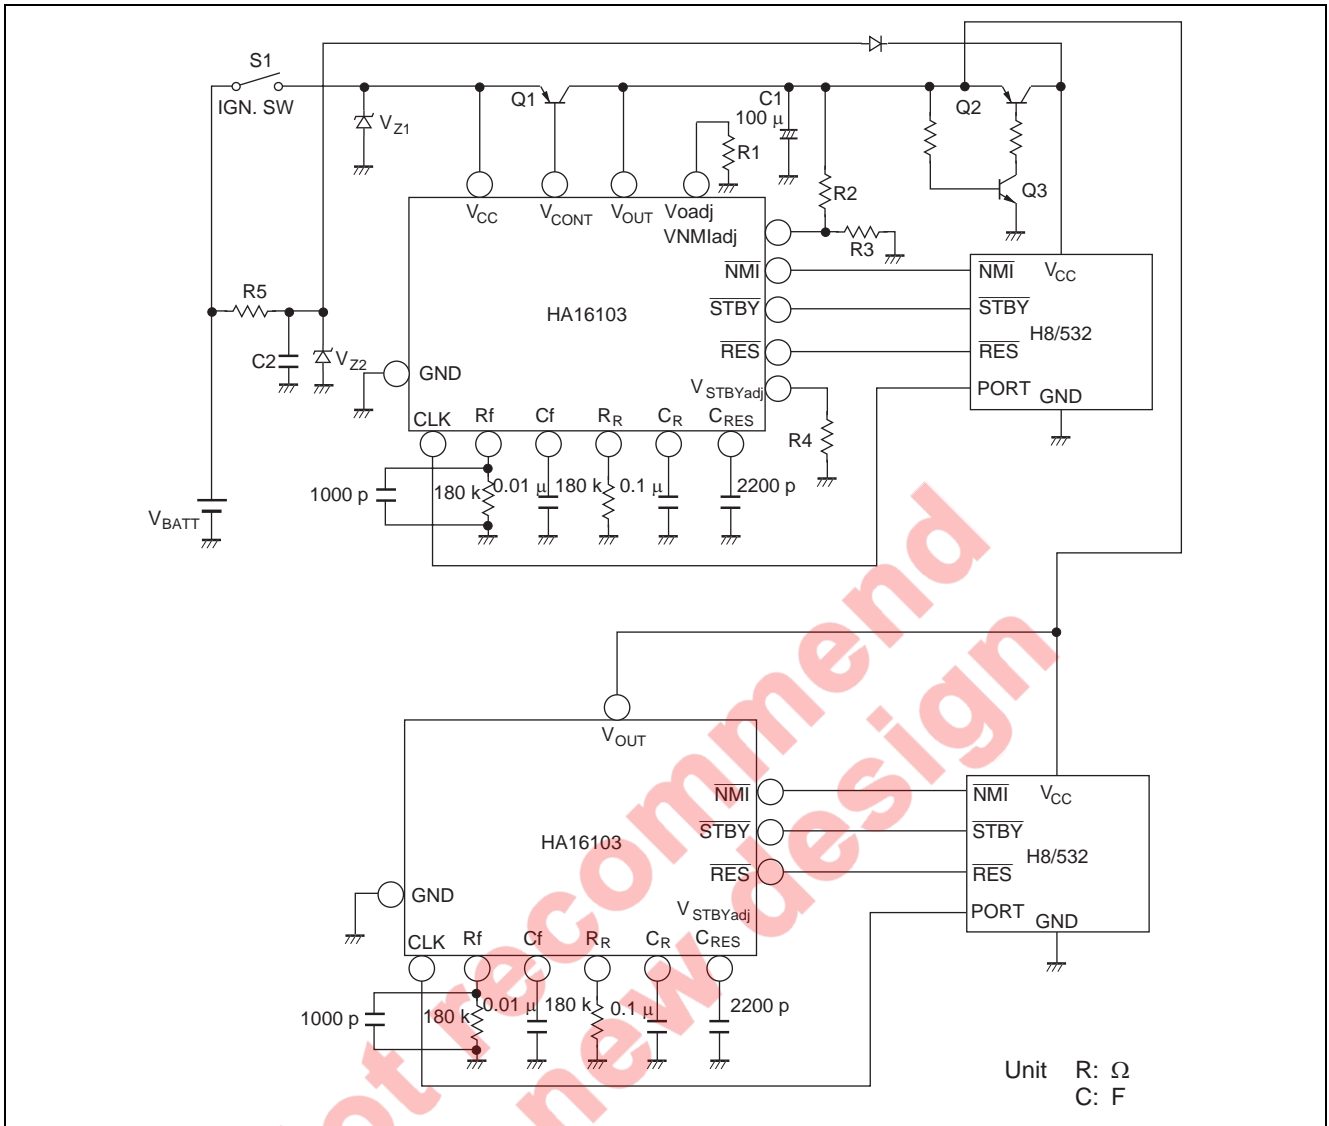 S1
IGN. SW
VZ1
Q1
C1
100 μ
Q2
Q3
R1
R2
R3
VCC
VCONT
VOUT
Voadj
VNMIadj
NMI
STBY
RES
VSTBYadj
HA16103
GND
CLK
Rf
Cf
RR
CR
CRES
NMI
VCC
STBY
H8/532
RES
PORT
GND
R5
C2
VZ2
R4
1000 p
180 k
0.01 μ
180 k
0.1 μ
2200 p
VBATT
VOUT
NMI
STBY
HA16103
RES
GND
VSTBYadj
CLK
Rf
Cf
RR
CR
CRES
NMI
VCC
STBY
H8/532
RES
PORT
GND
1000 p
180 k
0.01 μ
180 k
0.1 μ
2200 p
Unit R: Ω
C: F
ot recommend
new design